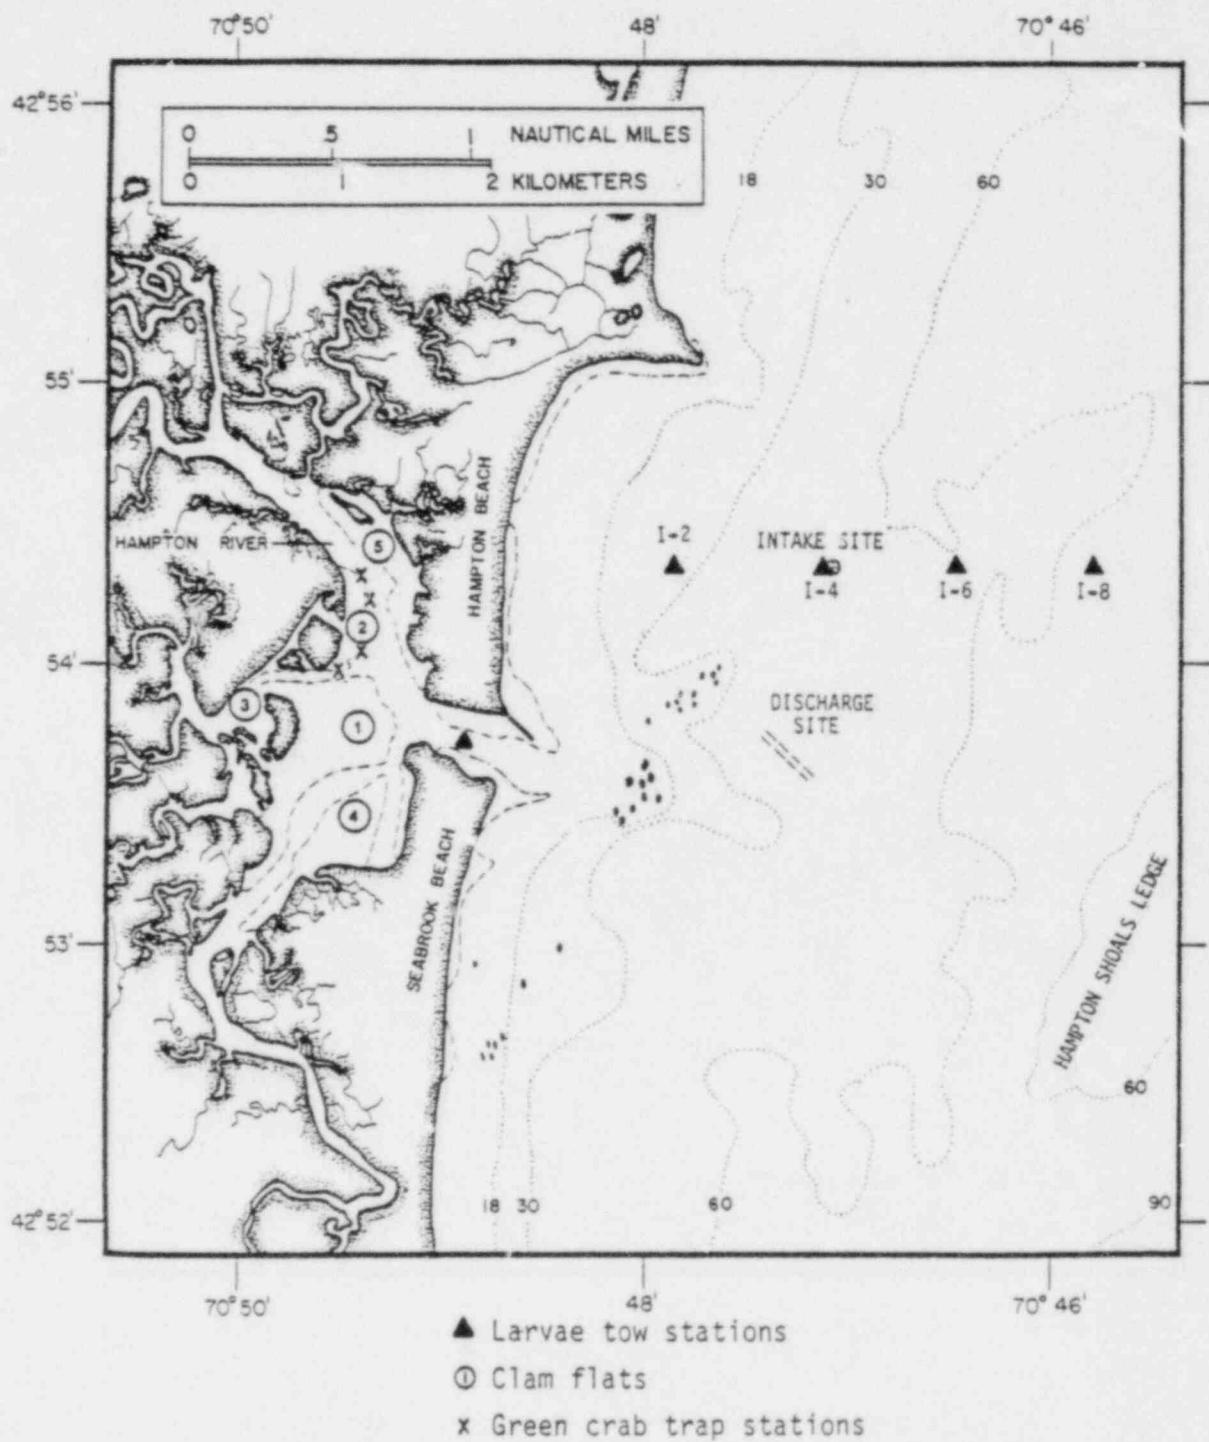 70°50' 48' 70°46'
42°56'
0 .5 1 NAUTICAL MILES
0 1 2 KILOMETERS
18 30 60
55'
HAMPTON BEACH
HAMPTON RIVER
5
I-2
INTAKE SITE
I-4 I-6 I-8
2
54'
3
1
DISCHARGE
SITE
4
SEABROOK BEACH
53'
HAMPTON SHOALS LEDGE
60
18 30 60 90
42°52'
70°50' 48' 70°46'
▲ Larvae tow stations
① Clam flats
x Green crab trap stations